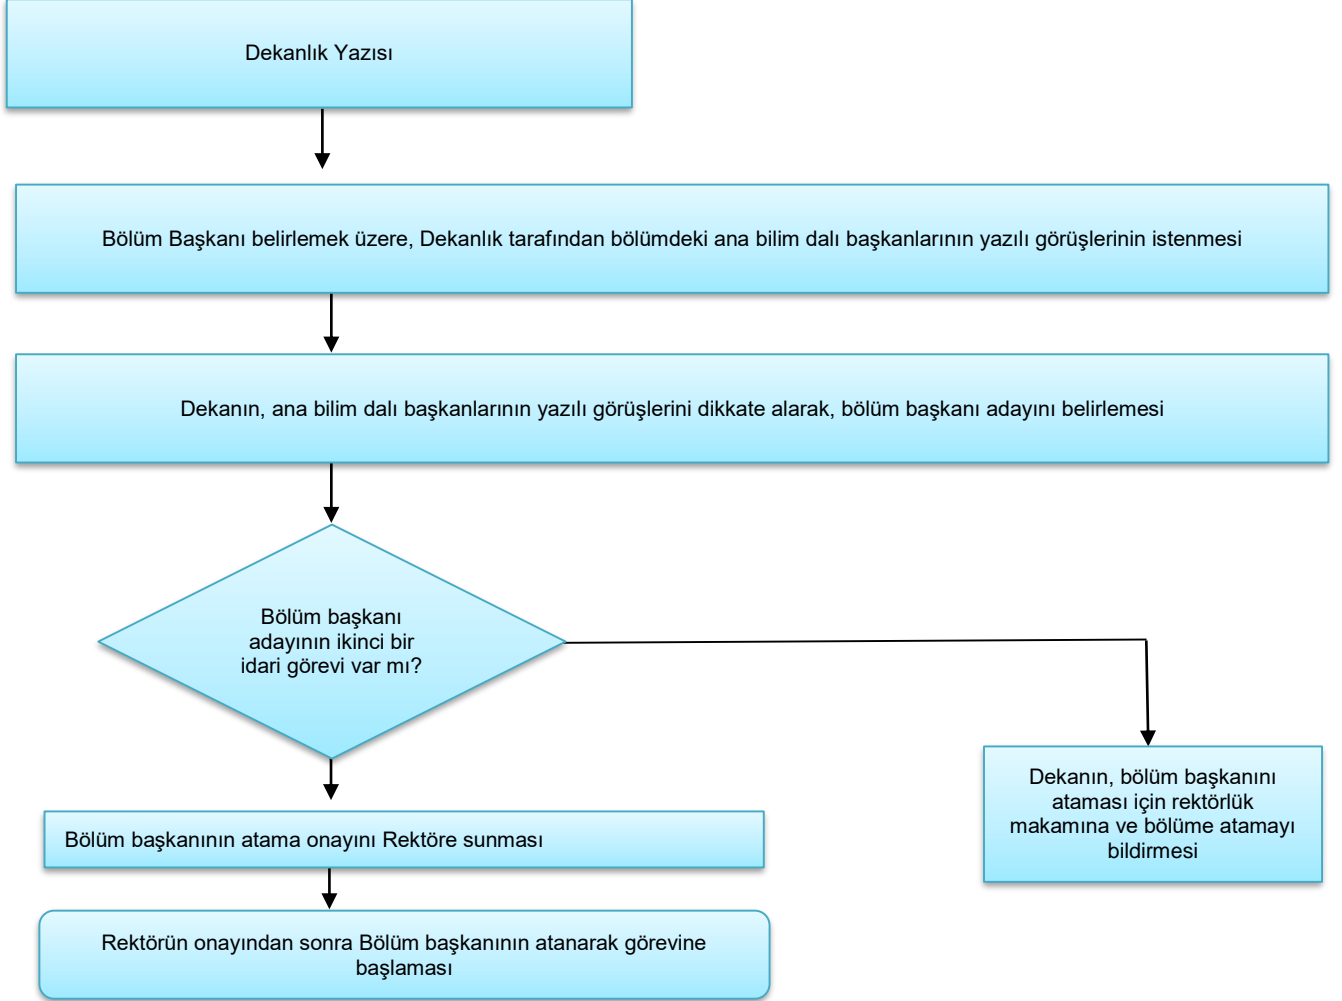 Dekanlık Yazısı
Bölüm Başkanı belirlemek üzere, Dekanlık tarafından bölümdeki ana bilim dalı başkanlarının yazılı görüşlerinin istenmesi
Dekanın, ana bilim dalı başkanlarının yazılı görüşlerini dikkate alarak, bölüm başkanı adayını belirlemesi
Bölüm başkanı
adayının ikinci bir
idari görevi var mı?
Dekanın, bölüm başkanını
ataması için rektörlük
makamına ve bölüme atamayı
bildirmesi
Bölüm başkanının atama onayını Rektöre sunması
Rektörün onayından sonra Bölüm başkanının atanarak görevine
başlaması